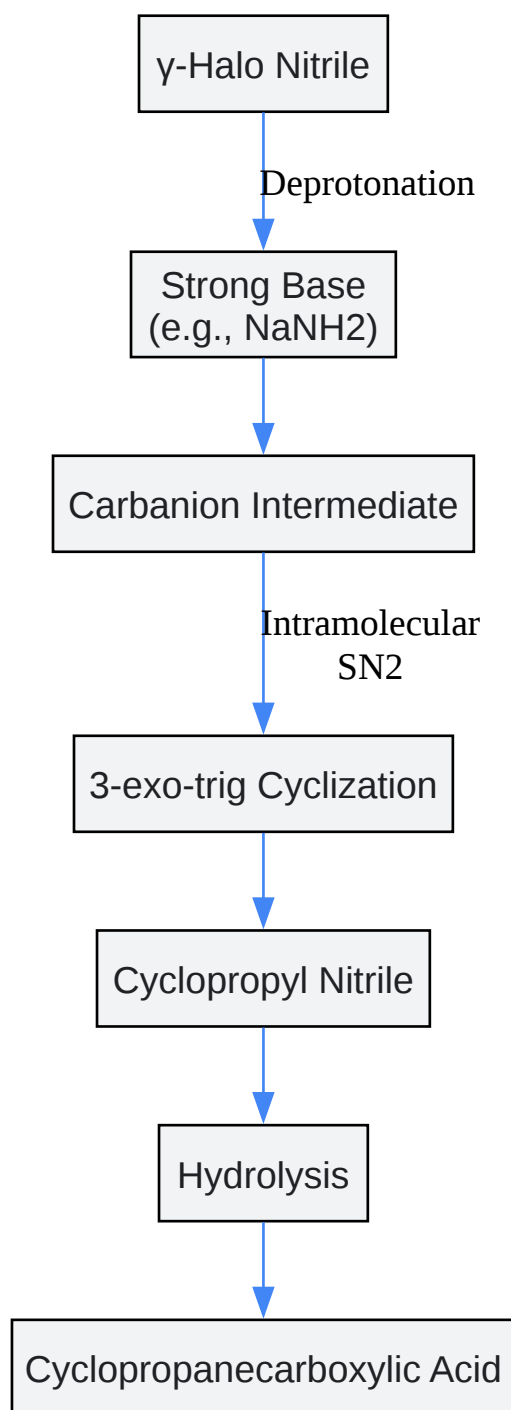 γ-Halo Nitrile
Deprotonation
Strong Base
(e.g., NaNH2)
Carbanion Intermediate
Intramolecular
SN2
3-exo-trig Cyclization
Cyclopropyl Nitrile
Hydrolysis
Cyclopropanecarboxylic Acid